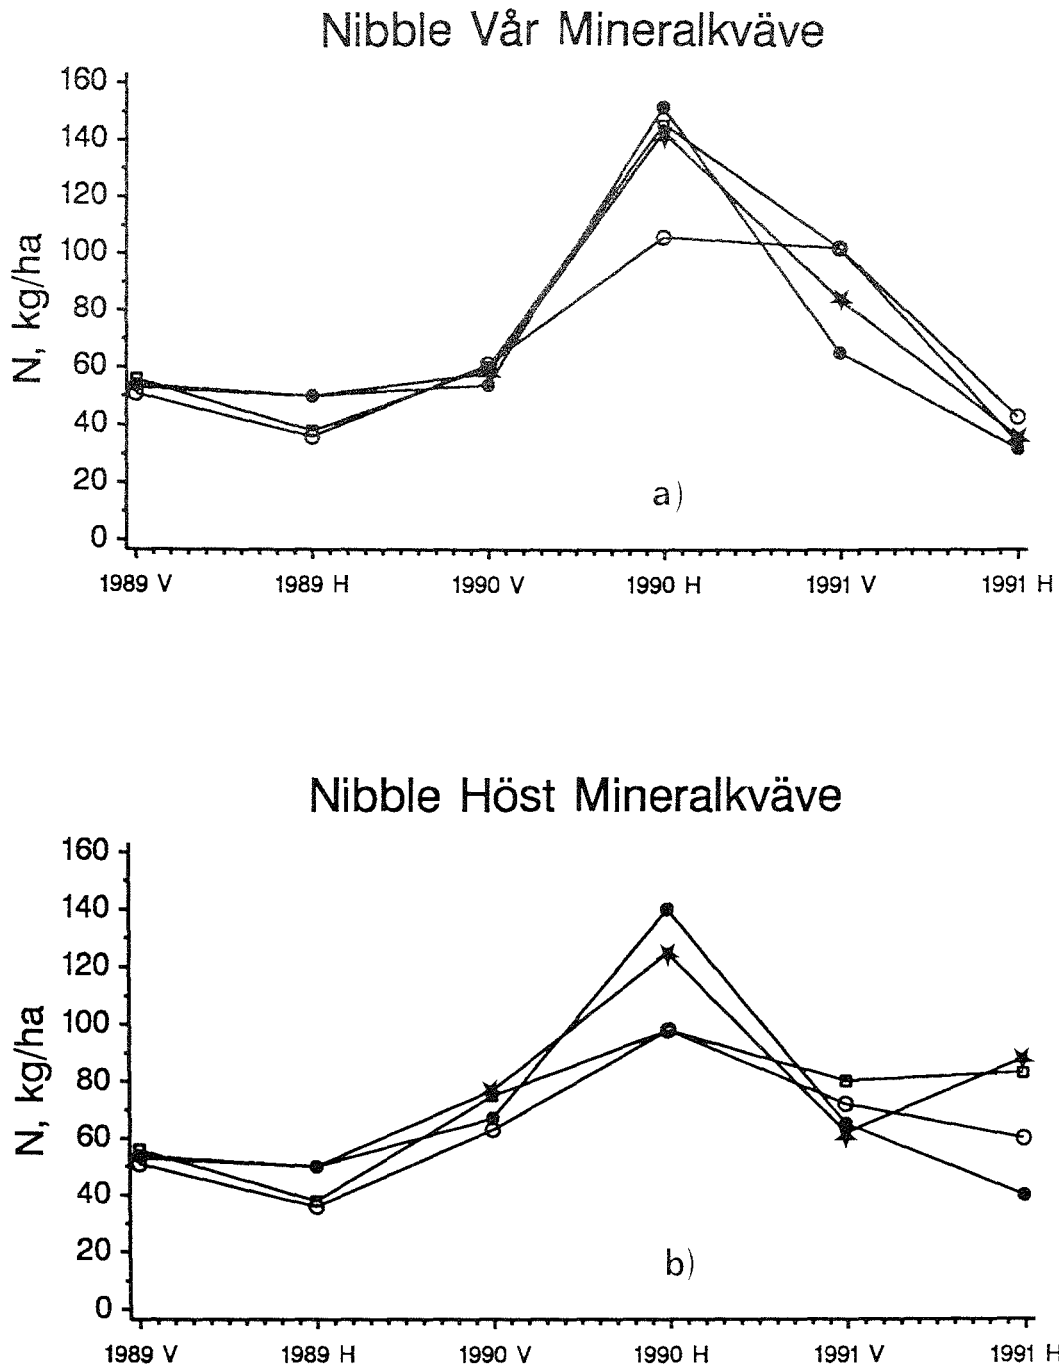 Nibble Vår Mineralkväve
160
140
120
100
80
60
40
20
0
N, kg/ha
a)
1989 V 1989 H 1990 V 1990 H 1991 V 1991 H
Nibble Höst Mineralkväve
160
140
120
100
80
60
40
20
0
N, kg/ha
b)
1989 V 1989 H 1990 V 1990 H 1991 V 1991 H